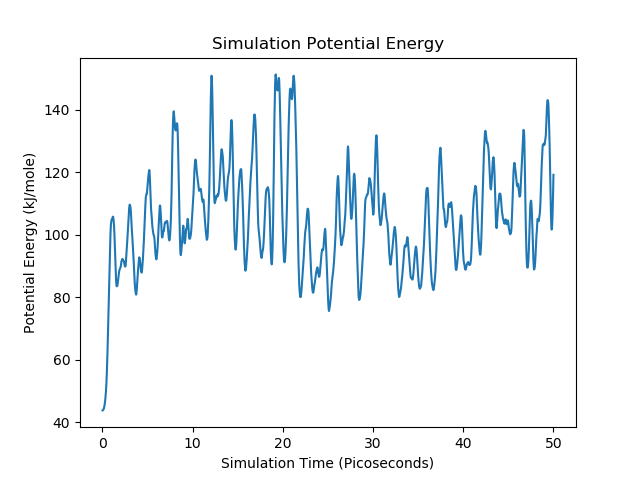 Simulation Potential Energy
Potential Energy (kJ/mole)
140
120
100
80
60
40
0 10 20 30 40 50
Simulation Time (Picoseconds)